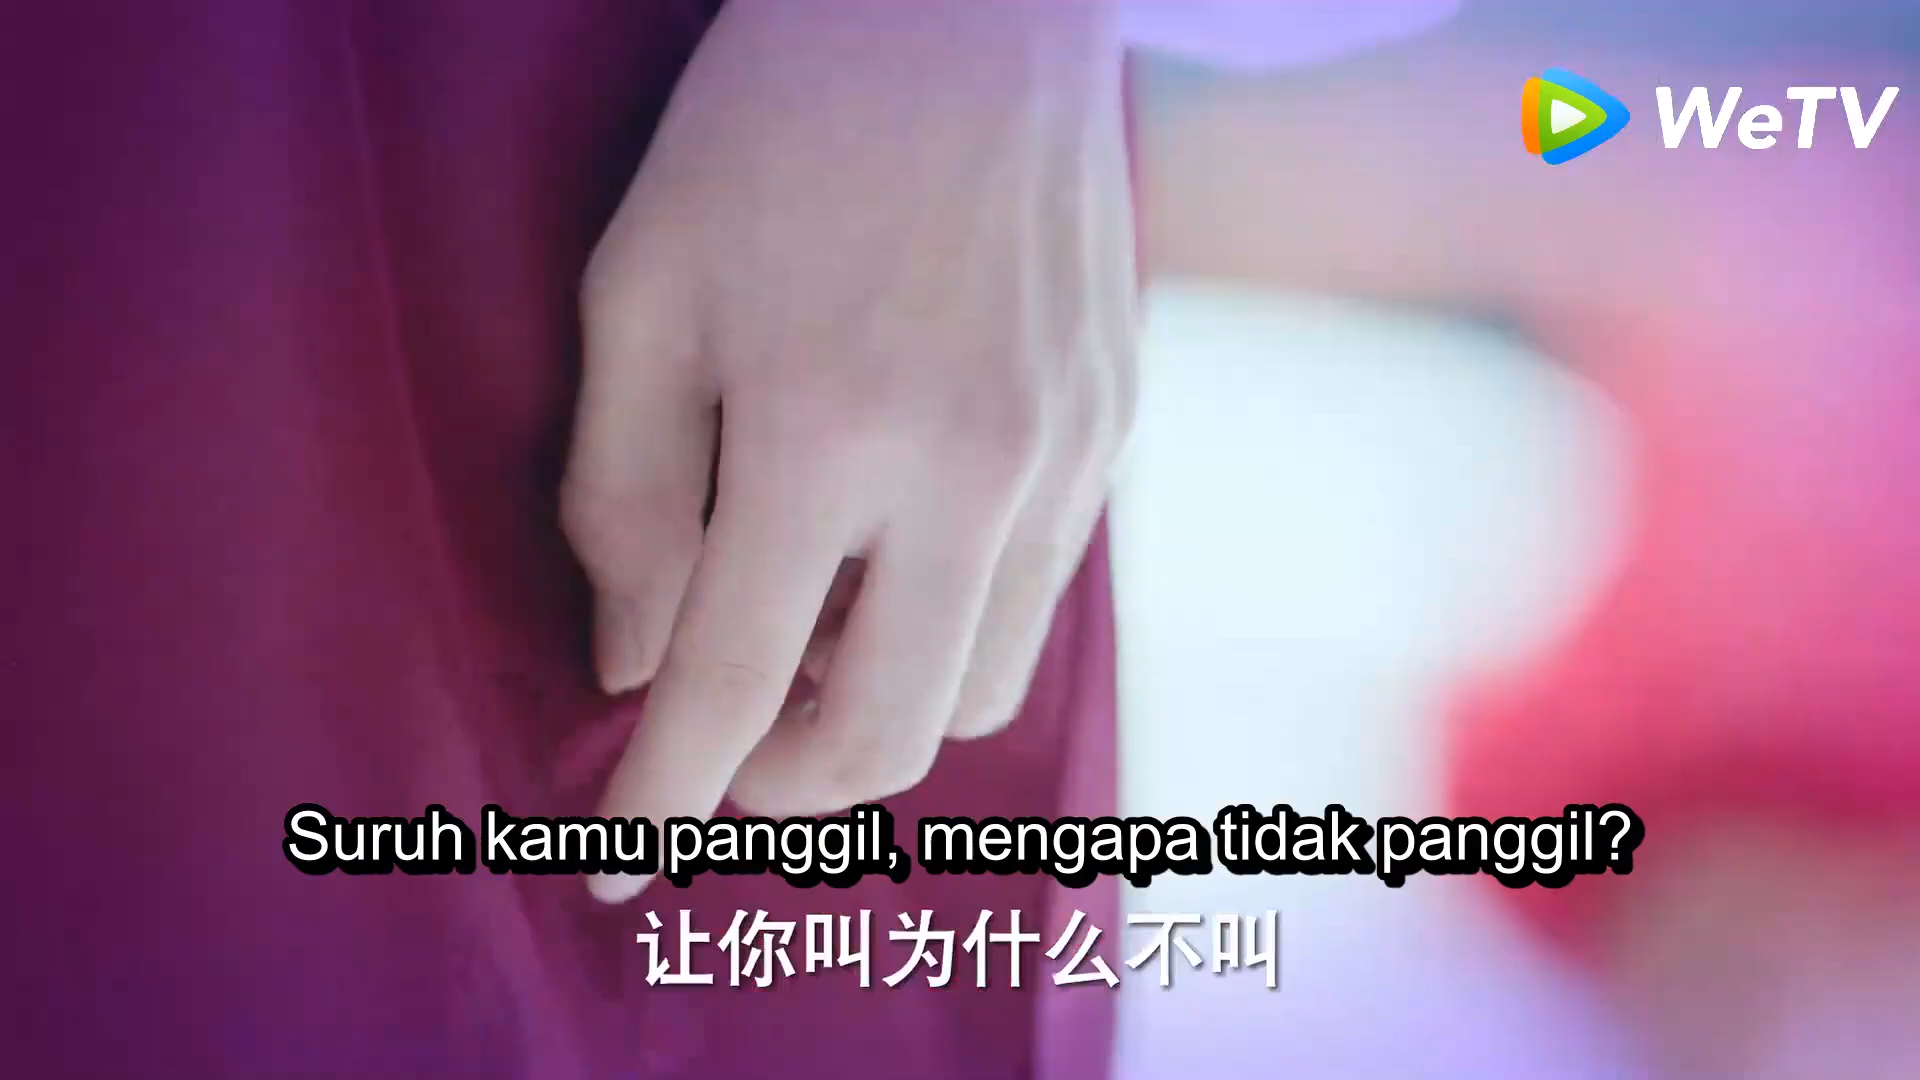 WeTV
Suruh kamu panggil, mengapa tidak panggil?
让你叫为什么不叫